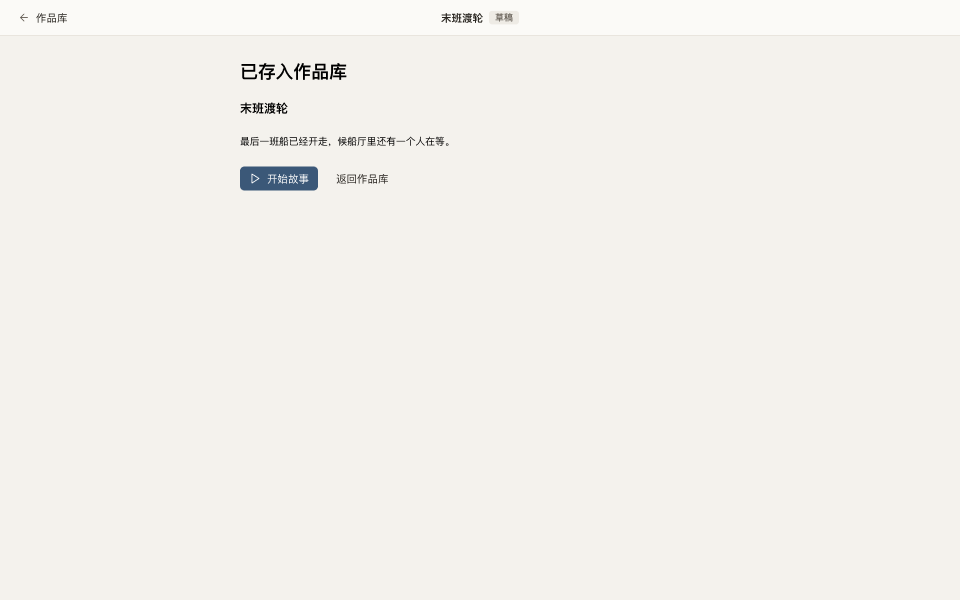 作品库
末班渡轮 草稿
已存入作品库
末班渡轮
最后一班船已经开走，候船厅里还有一个人在等。
开始故事
返回作品库